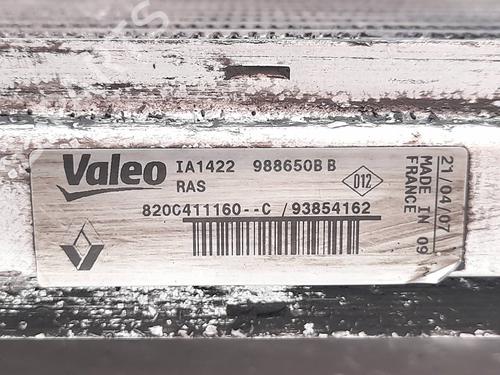 Valeo IA1422 988650B B
RAS
D12
820C411160--C / 93854162
21/04/07
MADE IN 09
FRANCE